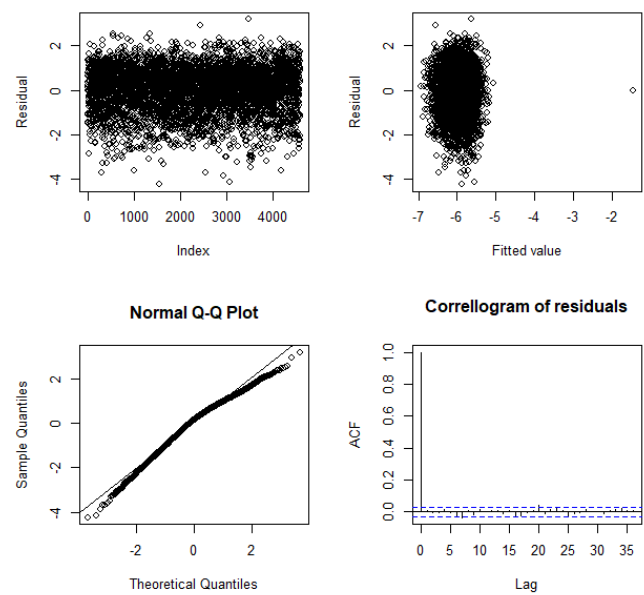 Residual
2
0
-2
-4
0 1000 2000 3000 4000
Index
Residual
2
0
-2
-4
-7 -6 -5 -4 -3 -2
Fitted value
Normal Q-Q Plot
Sample Quantiles
2
0
-2
-4
-2 0 2
Theoretical Quantiles
Correllogram of residuals
ACF
1.0
0.8
0.6
0.4
0.2
0.0
0 5 10 15 20 25 30 35
Lag